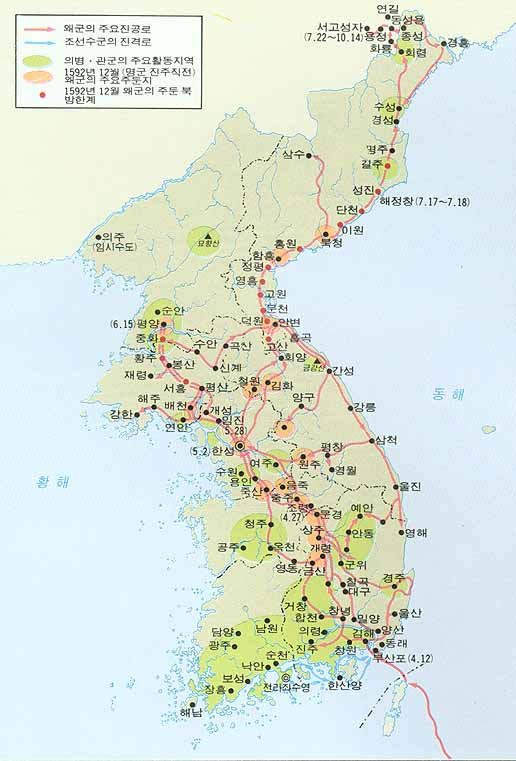 왜군의 주요진공로
조선수군의 진격로
의병·관군의 주요활동지역
1592년 12월 (명군 진주직전)
왜군의 주요주둔지
1592년 12월 왜군의 주둔 북
방한계
연길
서고성자
용정
동성용
종성
(7.22~10.14)
화룡
회령
경흥
수성
경성
명주
길주
삼수
성진
해정창 (7.17~7.18)
단천
이원
북청
홍원
함흥
정평
의주
(임시수도)
묘향산
영흥
고원
문천
덕원
안변
순안
(6.15) 평양
중화
수안
곡산
고산
흡곡
회양
황주
봉산
신계
금강산
간성
재령
서흥
평산
철원
김화
해주
배천
개성
양구
강릉
강한
연안
임진
(5.28)
동해
(5.2) 한성
평창
삼척
여주
원주
영월
황해
수원
용인
음죽
죽산
충주
울진
조령
(4.27)
문경
예안
청주
상주
안동
영해
공주
옥천
개령
군위
영동
금산
칠곡
대구
경주
거창
합천
창녕
밀양
울산
담양
남원
의령
김해
양산
광주
진주
창원
동래
부산포 (4.12)
순천
낙안
보성
전라좌수영
한산양
장흥
해남